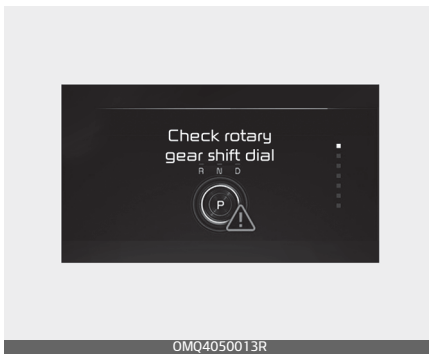 Check rotary
gear shift dial
R N D
P
OMQ4050013R